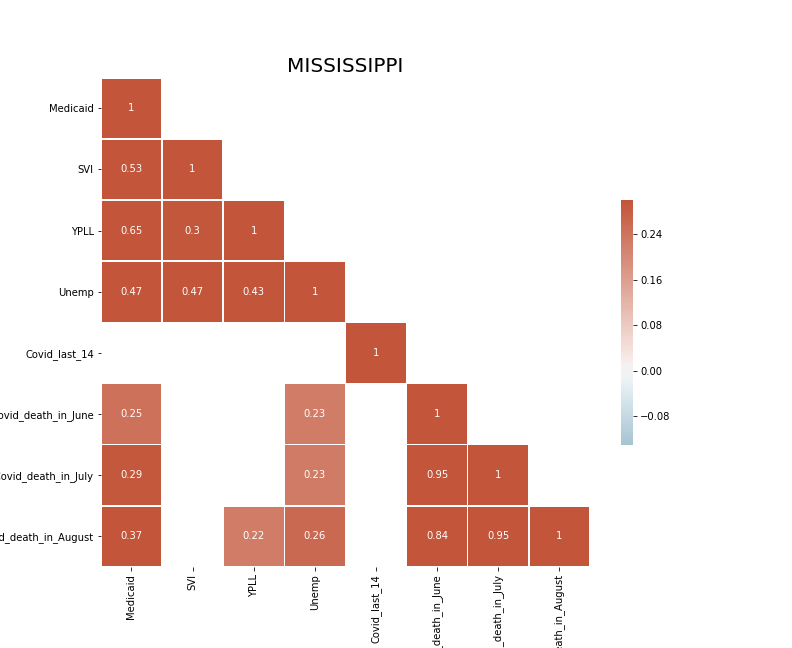 MISSISSIPPI
Medicaid 1
SVI 0.53 1
YPLL 0.65 0.3 1
Unemp 0.47 0.47 0.43 1
Covid_last_14 1
ovid_death_in_June 0.25 0.23 1
Covid_death_in_July 0.29 0.23 0.95 1
d_death_in_August 0.37 0.22 0.26 0.84 0.95 1
Medicaid
SVI
YPLL
Unemp
Covid_last_14
_death_in_June
_death_in_July
eath_in_August
0.24
0.16
0.08
0.00
−0.08